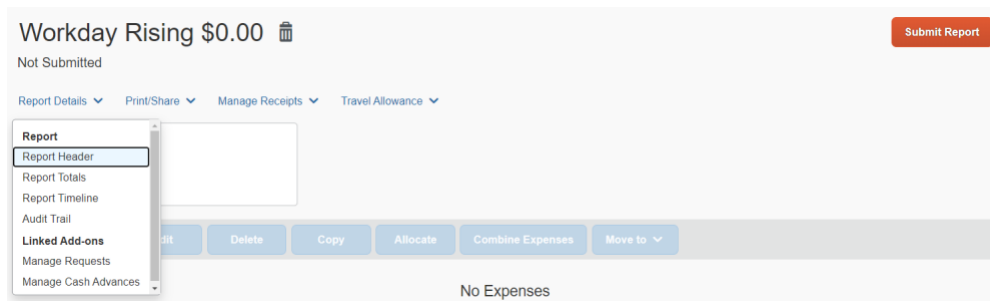 Workday Rising $0.00
Submit Report
Not Submitted
Report Details Print/Share Manage Receipts Travel Allowance
Report
Report Header
Report Totals
Report Timeline
Audit Trail
Linked Add-ons
Manage Requests
Manage Cash Advances
Delete Copy Allocate Combine Expenses Move to
No Expenses